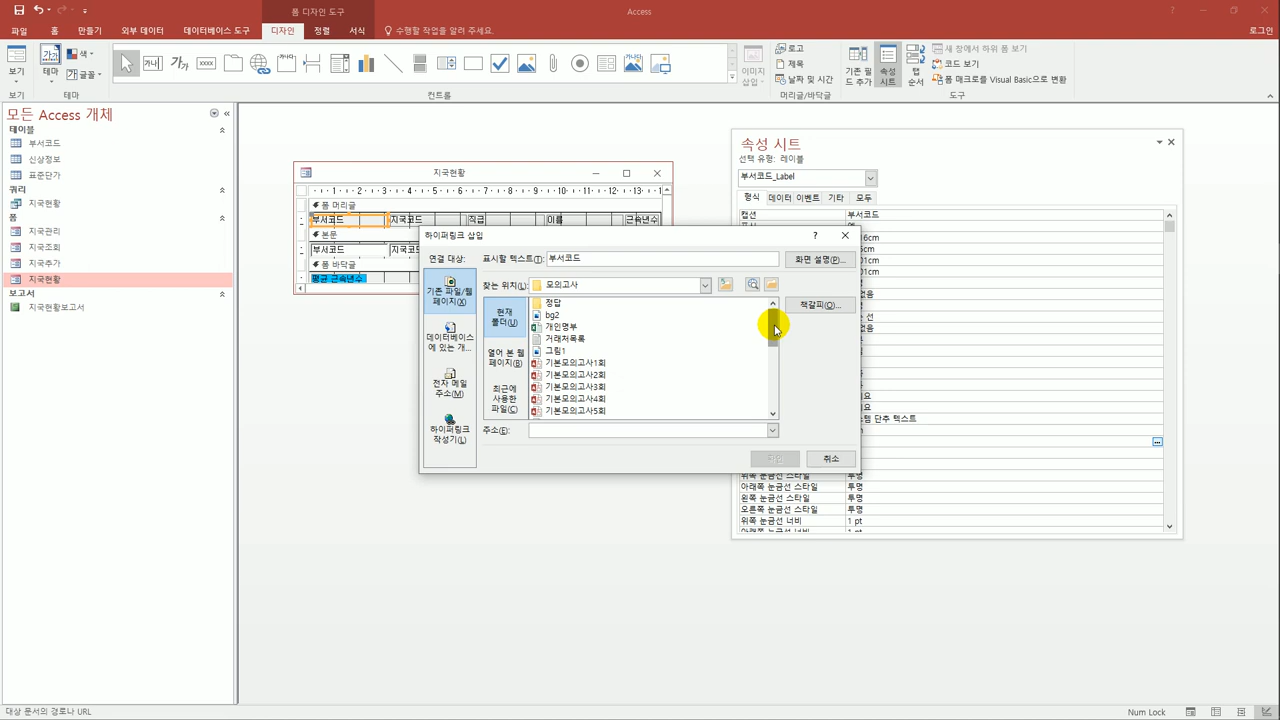 폼 디자인 도구
Access
파일
홈
만들기
외부 데이터
데이터베이스 도구
디자인
정렬
서식
수행할 작업을 알려 주세요.
로그인
보기
테마
색
글꼴
이미지
삽입
로고
제목
날짜 및 시간
기존 필
드 추가
속성
시트
탭
순서
새 창에서 하위 폼 보기
코드 보기
폼 매크로를 Visual Basic으로 변환
보기
테마
컨트롤
머리글/바닥글
도구
모든 Access 개체
테이블
부서코드
신상정보
표준단가
쿼리
지국현황
폼
지국관리
지국조회
지국추가
지국현황
보고서
지국현황보고서
지국현황
폼 머리글
부서코드
지국코드
직급
이름
근속년수
본문
부서코드
지국코
폼 바닥글
평균 근속년수
속성 시트
선택 유형: 레이블
부서코드_Label
형식
데이터
이벤트
기타
모두
캡션
부서코드
하이퍼링크 삽입
연결 대상:
표시할 텍스트(T):
부서코드
화면 설명(P)...
기존 파일/웹
페이지(X)
데이터베이스
에 있는 개...
전자 메일
주소(M)
하이퍼링크
작성기(L)
찾는 위치(L):
모의고사
책갈피(O)...
현재
폴더(U)
열어 본 웹
페이지(B)
최근에
사용한
파일(C)
정답
bg2
개인명부
거래처목록
그림1
기본모의고사1회
기본모의고사2회
기본모의고사3회
기본모의고사4회
기본모의고사5회
주소(E):
취소
위쪽 눈금선 스타일
투명
아래쪽 눈금선 스타일
투명
왼쪽 눈금선 스타일
투명
오른쪽 눈금선 스타일
투명
위쪽 눈금선 너비
1 pt
대상 문서의 경로나 URL
Num Lock